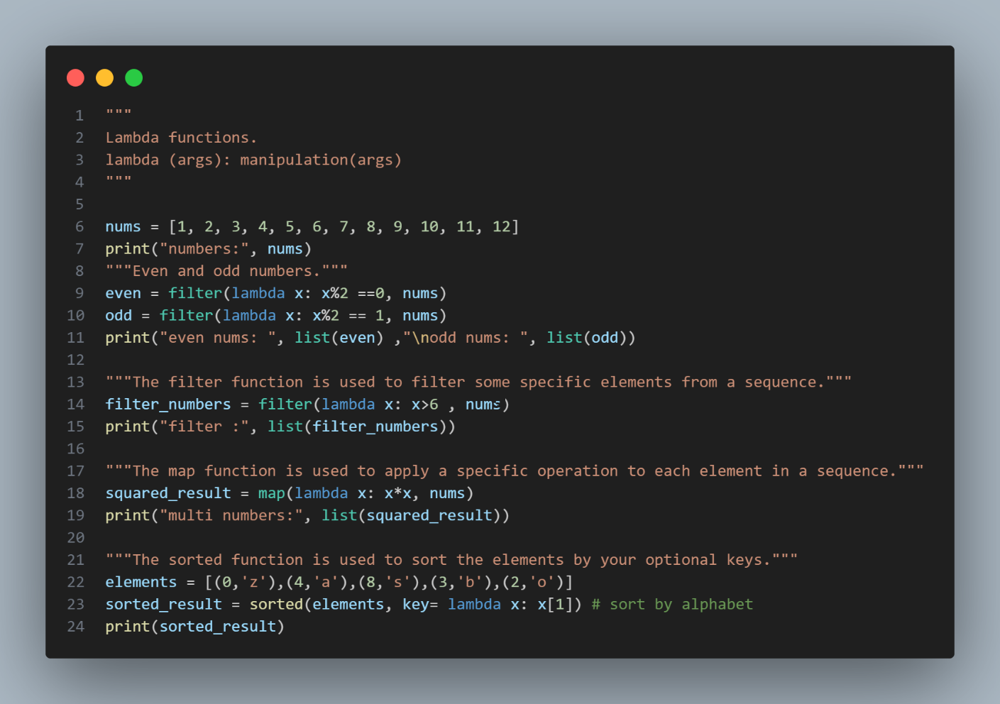 1 """
2 Lambda functions.
3 lambda (args): manipulation(args)
4 """
5
6 nums = [1, 2, 3, 4, 5, 6, 7, 8, 9, 10, 11, 12]
7 print("numbers:", nums)
8 """Even and odd numbers."""
9 even = filter(lambda x: x%2 ==0, nums)
10 odd = filter(lambda x: x%2 == 1, nums)
11 print("even nums: ", list(even) ,"\nodd nums: ", list(odd))
12
13 """The filter function is used to filter some specific elements from a sequence."""
14 filter_numbers = filter(lambda x: x>6 , nums)
15 print("filter :", list(filter_numbers))
16
17 """The map function is used to apply a specific operation to each element in a sequence."""
18 squared_result = map(lambda x: x*x, nums)
19 print("multi numbers:", list(squared_result))
20
21 """The sorted function is used to sort the elements by your optional keys."""
22 elements = [(0,'z'),(4,'a'),(8,'s'),(3,'b'),(2,'o')]
23 sorted_result = sorted(elements, key= lambda x: x[1]) # sort by alphabet
24 print(sorted_result)